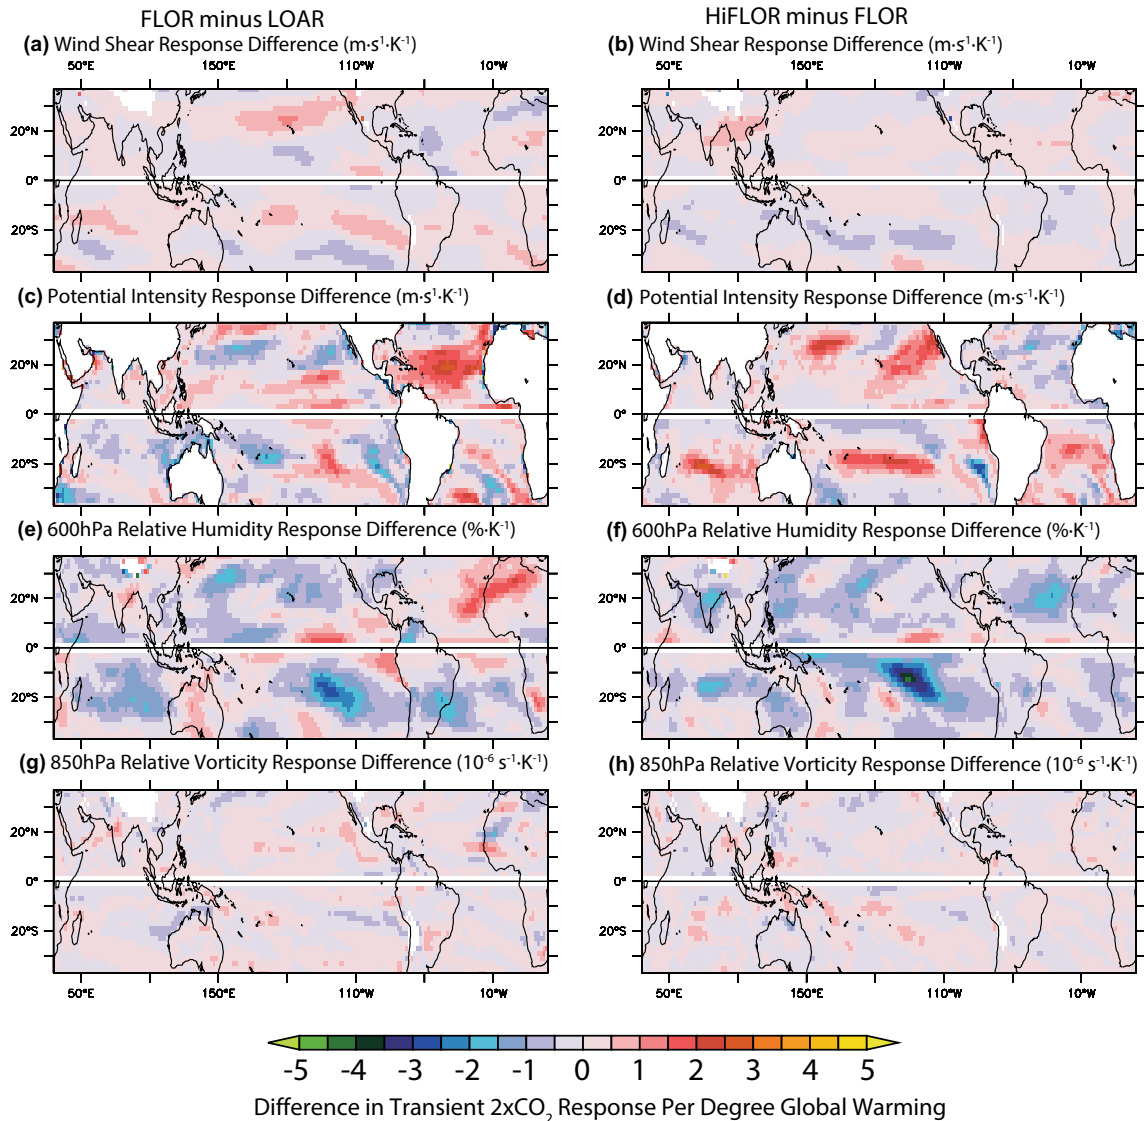 FLOR minus LOAR
HiFLOR minus FLOR
(a) Wind Shear Response Difference (m·s¹·K⁻¹)
(b) Wind Shear Response Difference (m·s¹·K⁻¹)
50°E 150°E 110°W 10°W
50°E 150°E 110°W 10°W
20°N
0°
20°S
20°N
0°
20°S
(c) Potential Intensity Response Difference (m·s¹·K⁻¹)
(d) Potential Intensity Response Difference (m·s¹·K⁻¹)
20°N
0°
20°S
20°N
0°
20°S
(e) 600hPa Relative Humidity Response Difference (%·K⁻¹)
(f) 600hPa Relative Humidity Response Difference (%·K⁻¹)
20°N
0°
20°S
20°N
0°
20°S
(g) 850hPa Relative Vorticity Response Difference (10⁻⁶ s⁻¹·K⁻¹)
(h) 850hPa Relative Vorticity Response Difference (10⁻⁶ s⁻¹·K⁻¹)
20°N
0°
20°S
20°N
0°
20°S
50°E 150°E 110°W 10°W
50°E 150°E 110°W 10°W
-5 -4 -3 -2 -1 0 1 2 3 4 5
Difference in Transient 2xCO₂ Response Per Degree Global Warming